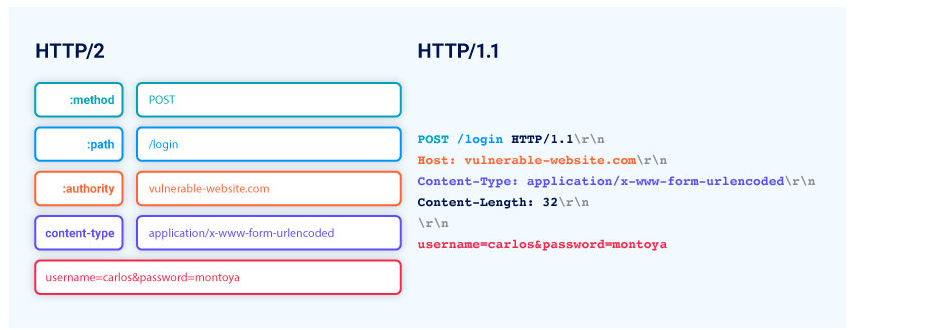 HTTP/2
:method POST
:path /login
:authority vulnerable-website.com
content-type application/x-www-form-urlencoded
username=carlos&password=montoya
HTTP/1.1
POST /login HTTP/1.1\r\n
Host: vulnerable-website.com\r\n
Content-Type: application/x-www-form-urlencoded\r\n
Content-Length: 32\r\n
\r\n
username=carlos&password=montoya